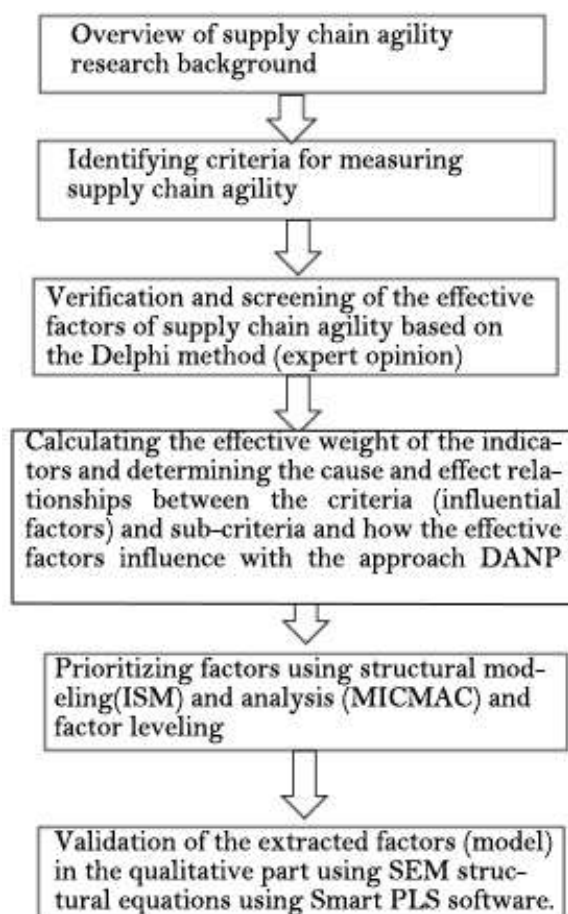 Overview of supply chain agility
research background
Identifying criteria for measuring
supply chain agility
Verification and screening of the effective
factors of supply chain agility based on
the Delphi method (expert opinion)
Calculating the effective weight of the indica-
tors and determining the cause and effect rela-
tionships between the criteria (influential
factors) and sub-criteria and how the effective
factors influence with the approach DANP
Prioritizing factors using structural mod-
eling(ISM) and analysis (MICMAC) and
factor leveling
Validation of the extracted factors (model)
in the qualitative part using SEM struc-
tural equations using Smart PLS software.